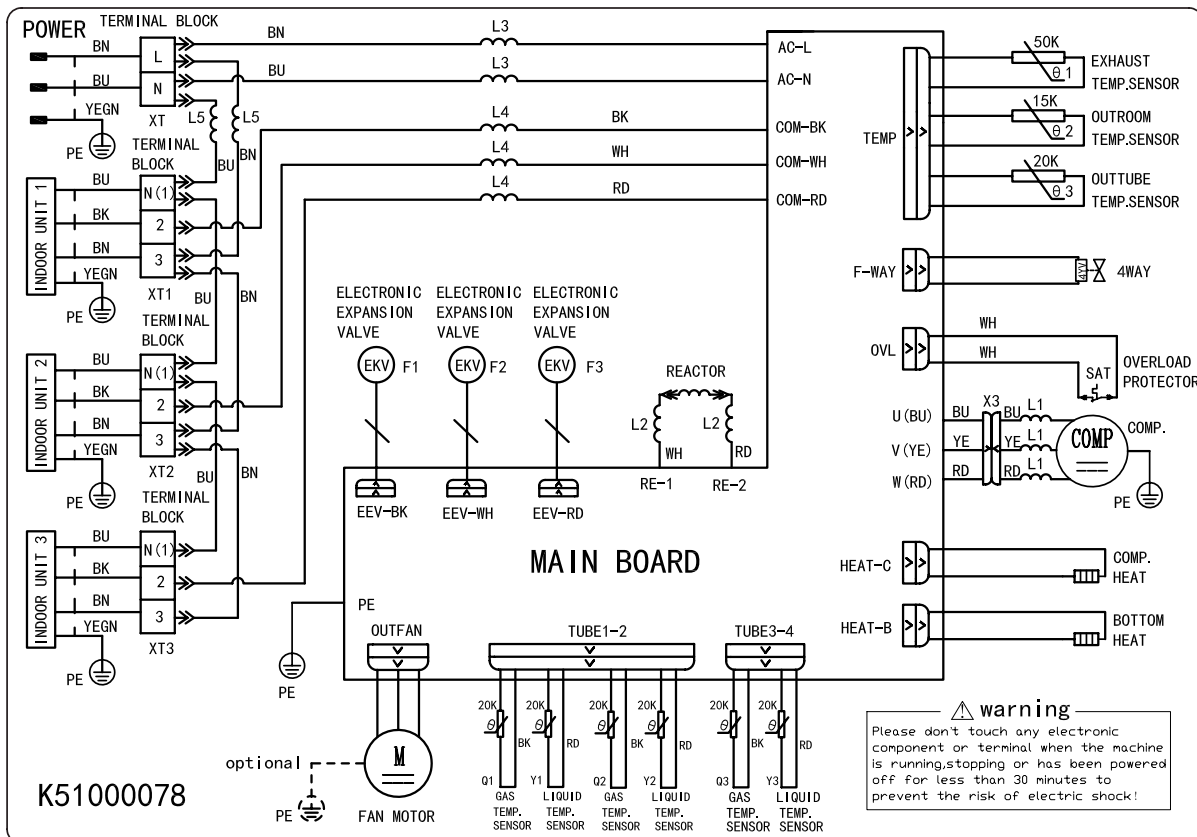 POWER
TERMINAL BLOCK
BN
BU
YEGN
PE
L
N
XT
BN
BU
L3
L3
L5
L5
BU
BN
L4
L4
L4
BK
WH
RD
AC-L
AC-N
COM-BK
COM-WH
COM-RD
TERMINAL
BLOCK
INDOOR UNIT 1
BU
BK
BN
YEGN
PE
N(1)
2
3
XT1
BU
BN
TERMINAL
BLOCK
INDOOR UNIT 2
BU
BK
BN
YEGN
PE
N(1)
2
3
XT2
BU
BN
TERMINAL
BLOCK
INDOOR UNIT 3
BU
BK
BN
YEGN
PE
N(1)
2
3
XT3
ELECTRONIC
EXPANSION
VALVE
EKV
F1
EEV-BK
ELECTRONIC
EXPANSION
VALVE
EKV
F2
EEV-WH
ELECTRONIC
EXPANSION
VALVE
EKV
F3
EEV-RD
REACTOR
L2
L2
WH
RD
RE-1
RE-2
MAIN BOARD
PE
PE
TEMP
50K
θ1
EXHAUST
TEMP.SENSOR
15K
θ2
OUTROOM
TEMP.SENSOR
20K
θ3
OUTTUBE
TEMP.SENSOR
F-WAY
4YV
4WAY
OVL
WH
WH
SAT
OVERLOAD
PROTECTOR
U(BU)
V(YE)
W(RD)
BU
YE
RD
X3
BU
YE
RD
L1
L1
L1
COMP
COMP.
PE
HEAT-C
COMP.
HEAT
HEAT-B
BOTTOM
HEAT
OUTFAN
M
optional
PE
FAN MOTOR
TUBE1-2
20K
θ
BK
Q1
GAS
TEMP.
SENSOR
20K
θ
RD
Y1
LIQUID
TEMP.
SENSOR
20K
θ
BK
Q2
GAS
TEMP.
SENSOR
20K
θ
RD
Y2
LIQUID
TEMP.
SENSOR
TUBE3-4
20K
θ
BK
Q3
GAS
TEMP.
SENSOR
20K
θ
RD
Y3
LIQUID
TEMP.
SENSOR
warning
Please don't touch any electronic
component or terminal when the machine
is running,stopping or has been powered
off for less than 30 minutes to
prevent the risk of electric shock!
K51000078